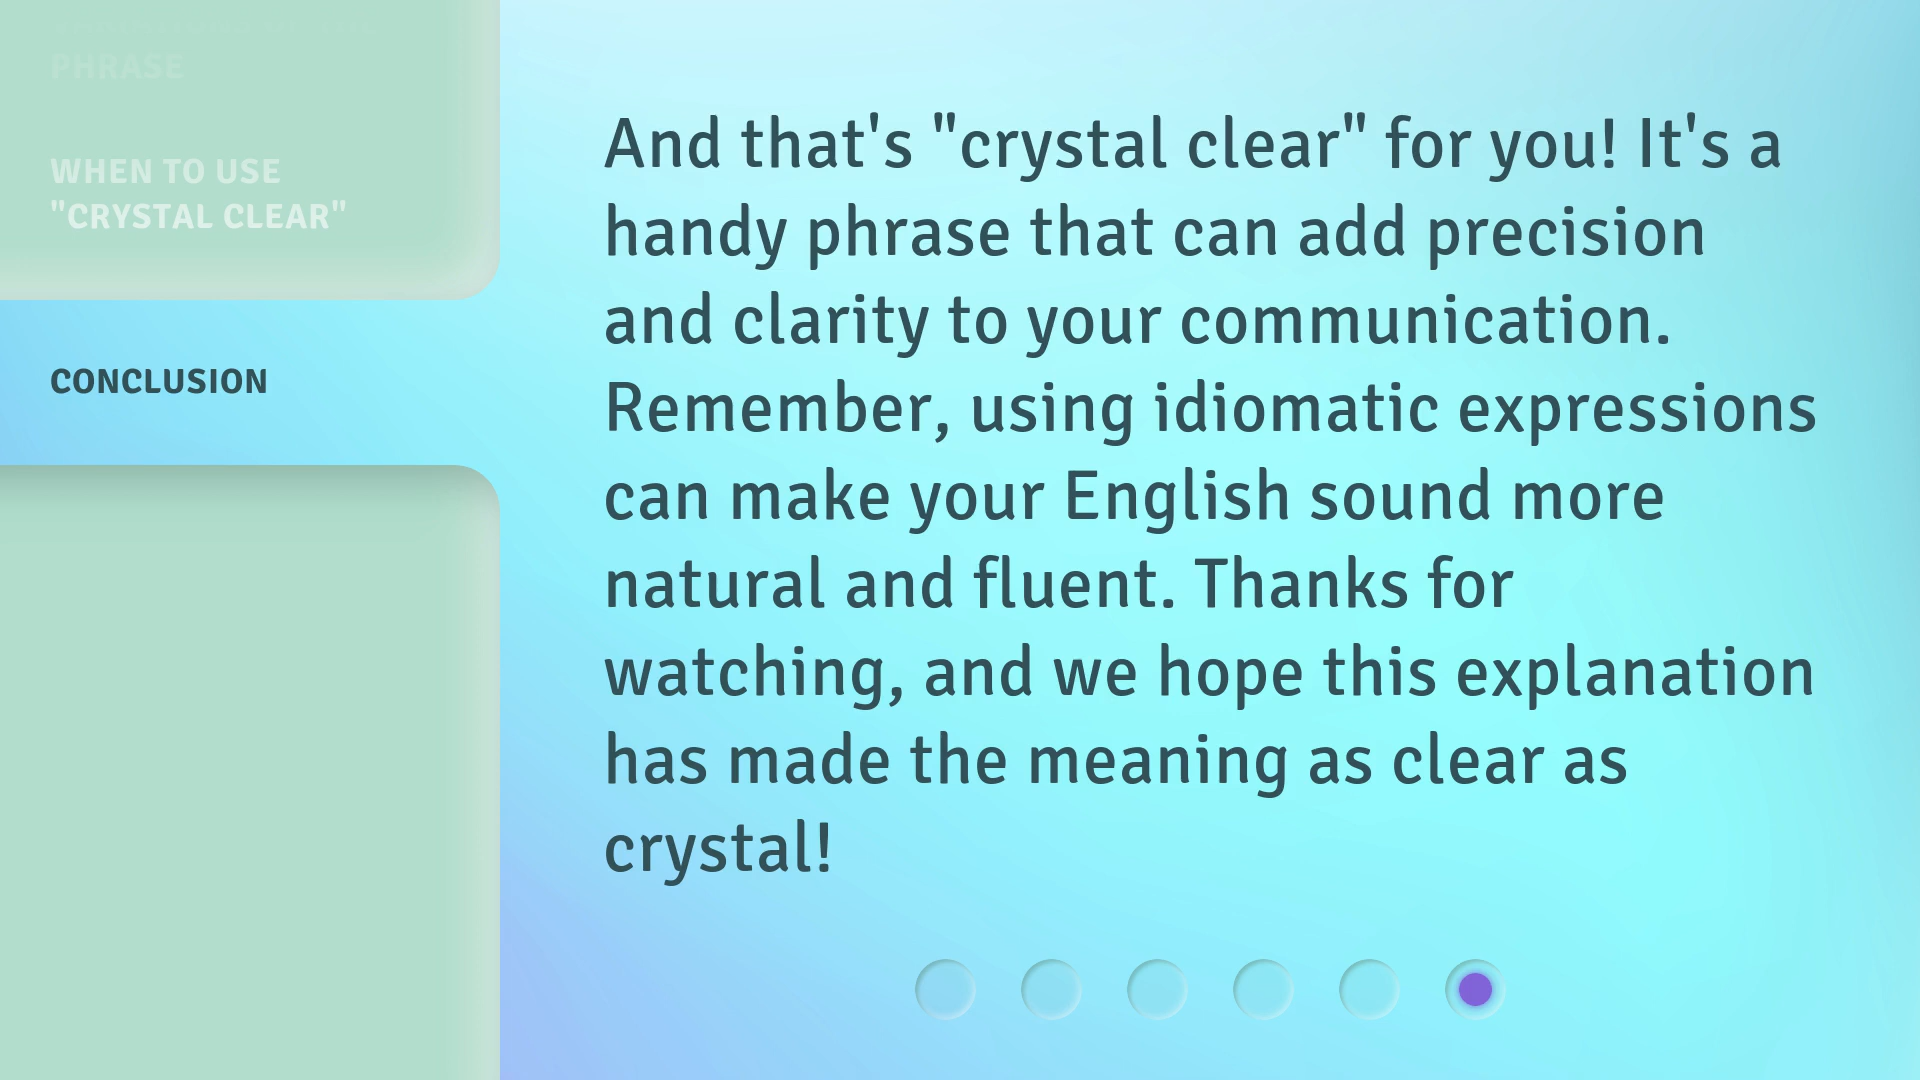 PHRASE
WHEN TO USE
"CRYSTAL CLEAR"
CONCLUSION
And that's "crystal clear" for you! It's a
handy phrase that can add precision
and clarity to your communication.
Remember, using idiomatic expressions
can make your English sound more
natural and fluent. Thanks for
watching, and we hope this explanation
has made the meaning as clear as
crystal!